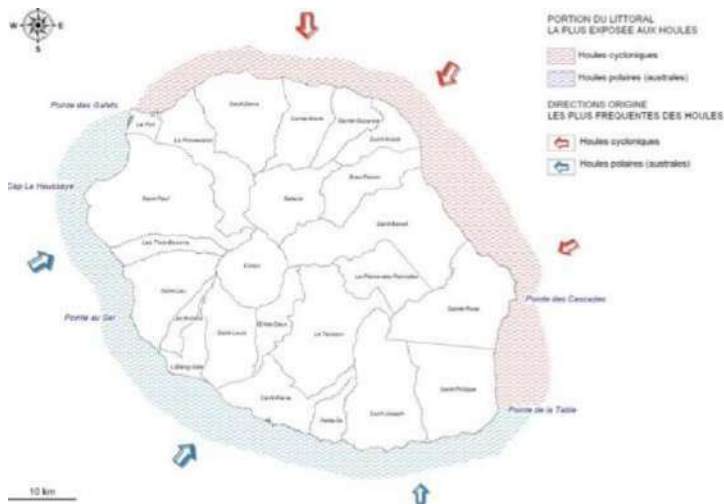 PORTION DU LITTORAL
LA PLUS EXPOSEE AUX HOULES
Houles cycloniques
Houles polaires (australes)
DIRECTIONS ORIGINE
LES PLUS FREQUENTES DES HOULES
Houles cycloniques
Houles polaires (australes)
W
E
S
Pointe des Galets
Le Port
La Possession
Saint-Denis
Sainte-Marie
Sainte-Suzanne
Saint-André
Bras-Panon
Cap La Houssaye
Saint-Paul
Salazie
Saint-Benoit
Les Trois-Bassins
Cilaos
La Plaine-des-Palmistes
Pointe des Cascades
Saint-Leu
Sainte-Rose
Pointe au Sel
Les Avirons
Saint-Louis
Entre-Deux
Le Tampon
L'Etang-Salé
Saint-Philippe
Saint-Pierre
Petite-Ile
Saint-Joseph
Pointe de la Table
10 km